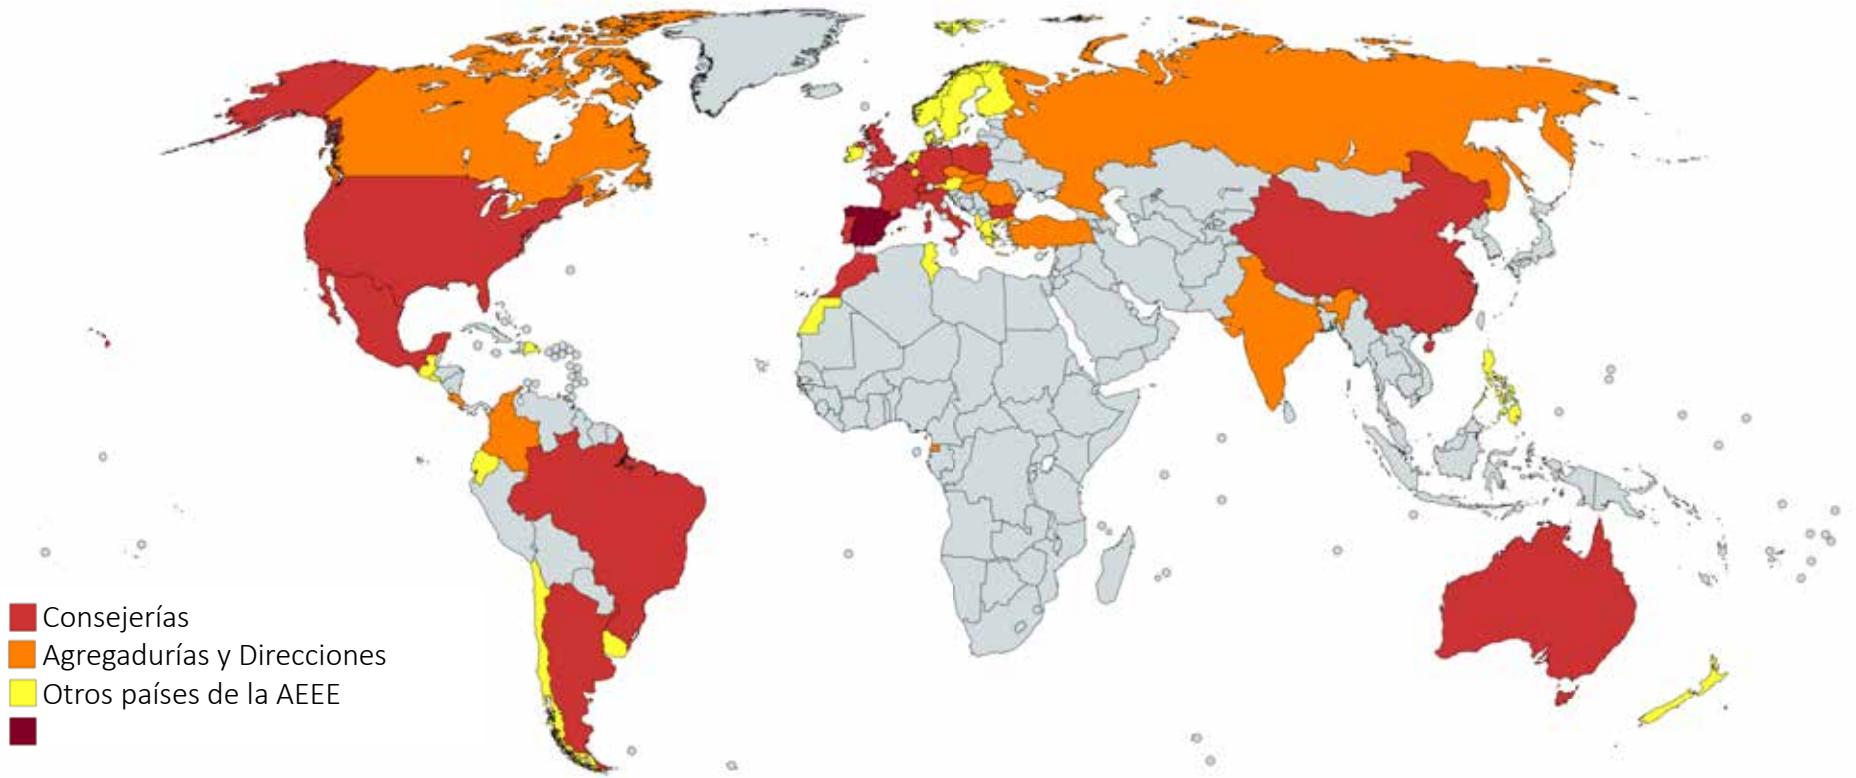 Consejerías
Agregadurías y Direcciones
Otros países de la AEEE